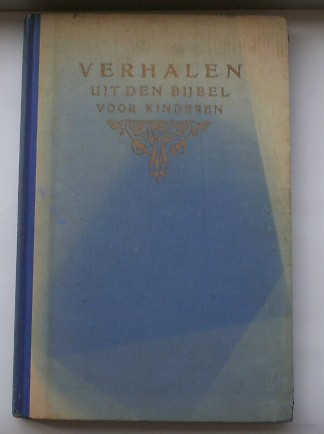 VERHALEN
UIT DEN BIJBEL
VOOR KINDEREN